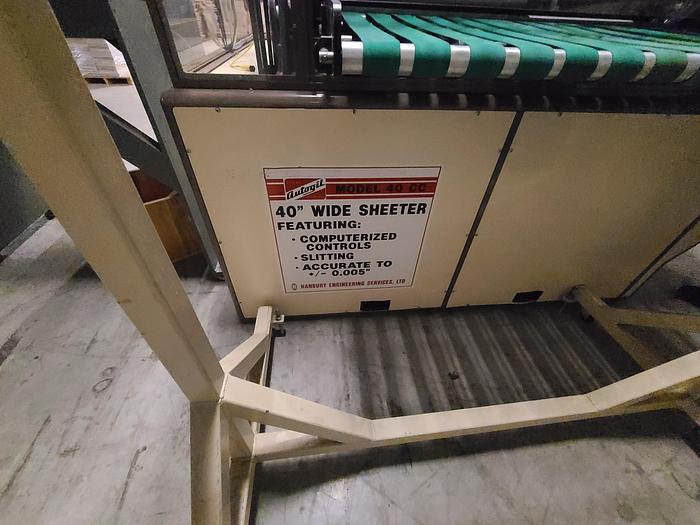 Autogil MODEL 40 CC
40" WIDE SHEETER
FEATURING:
· COMPUTERIZED
CONTROLS
· SLITTING
· ACCURATE TO
+/- 0.005"
HANBURY ENGINEERING SERVICES, LTD